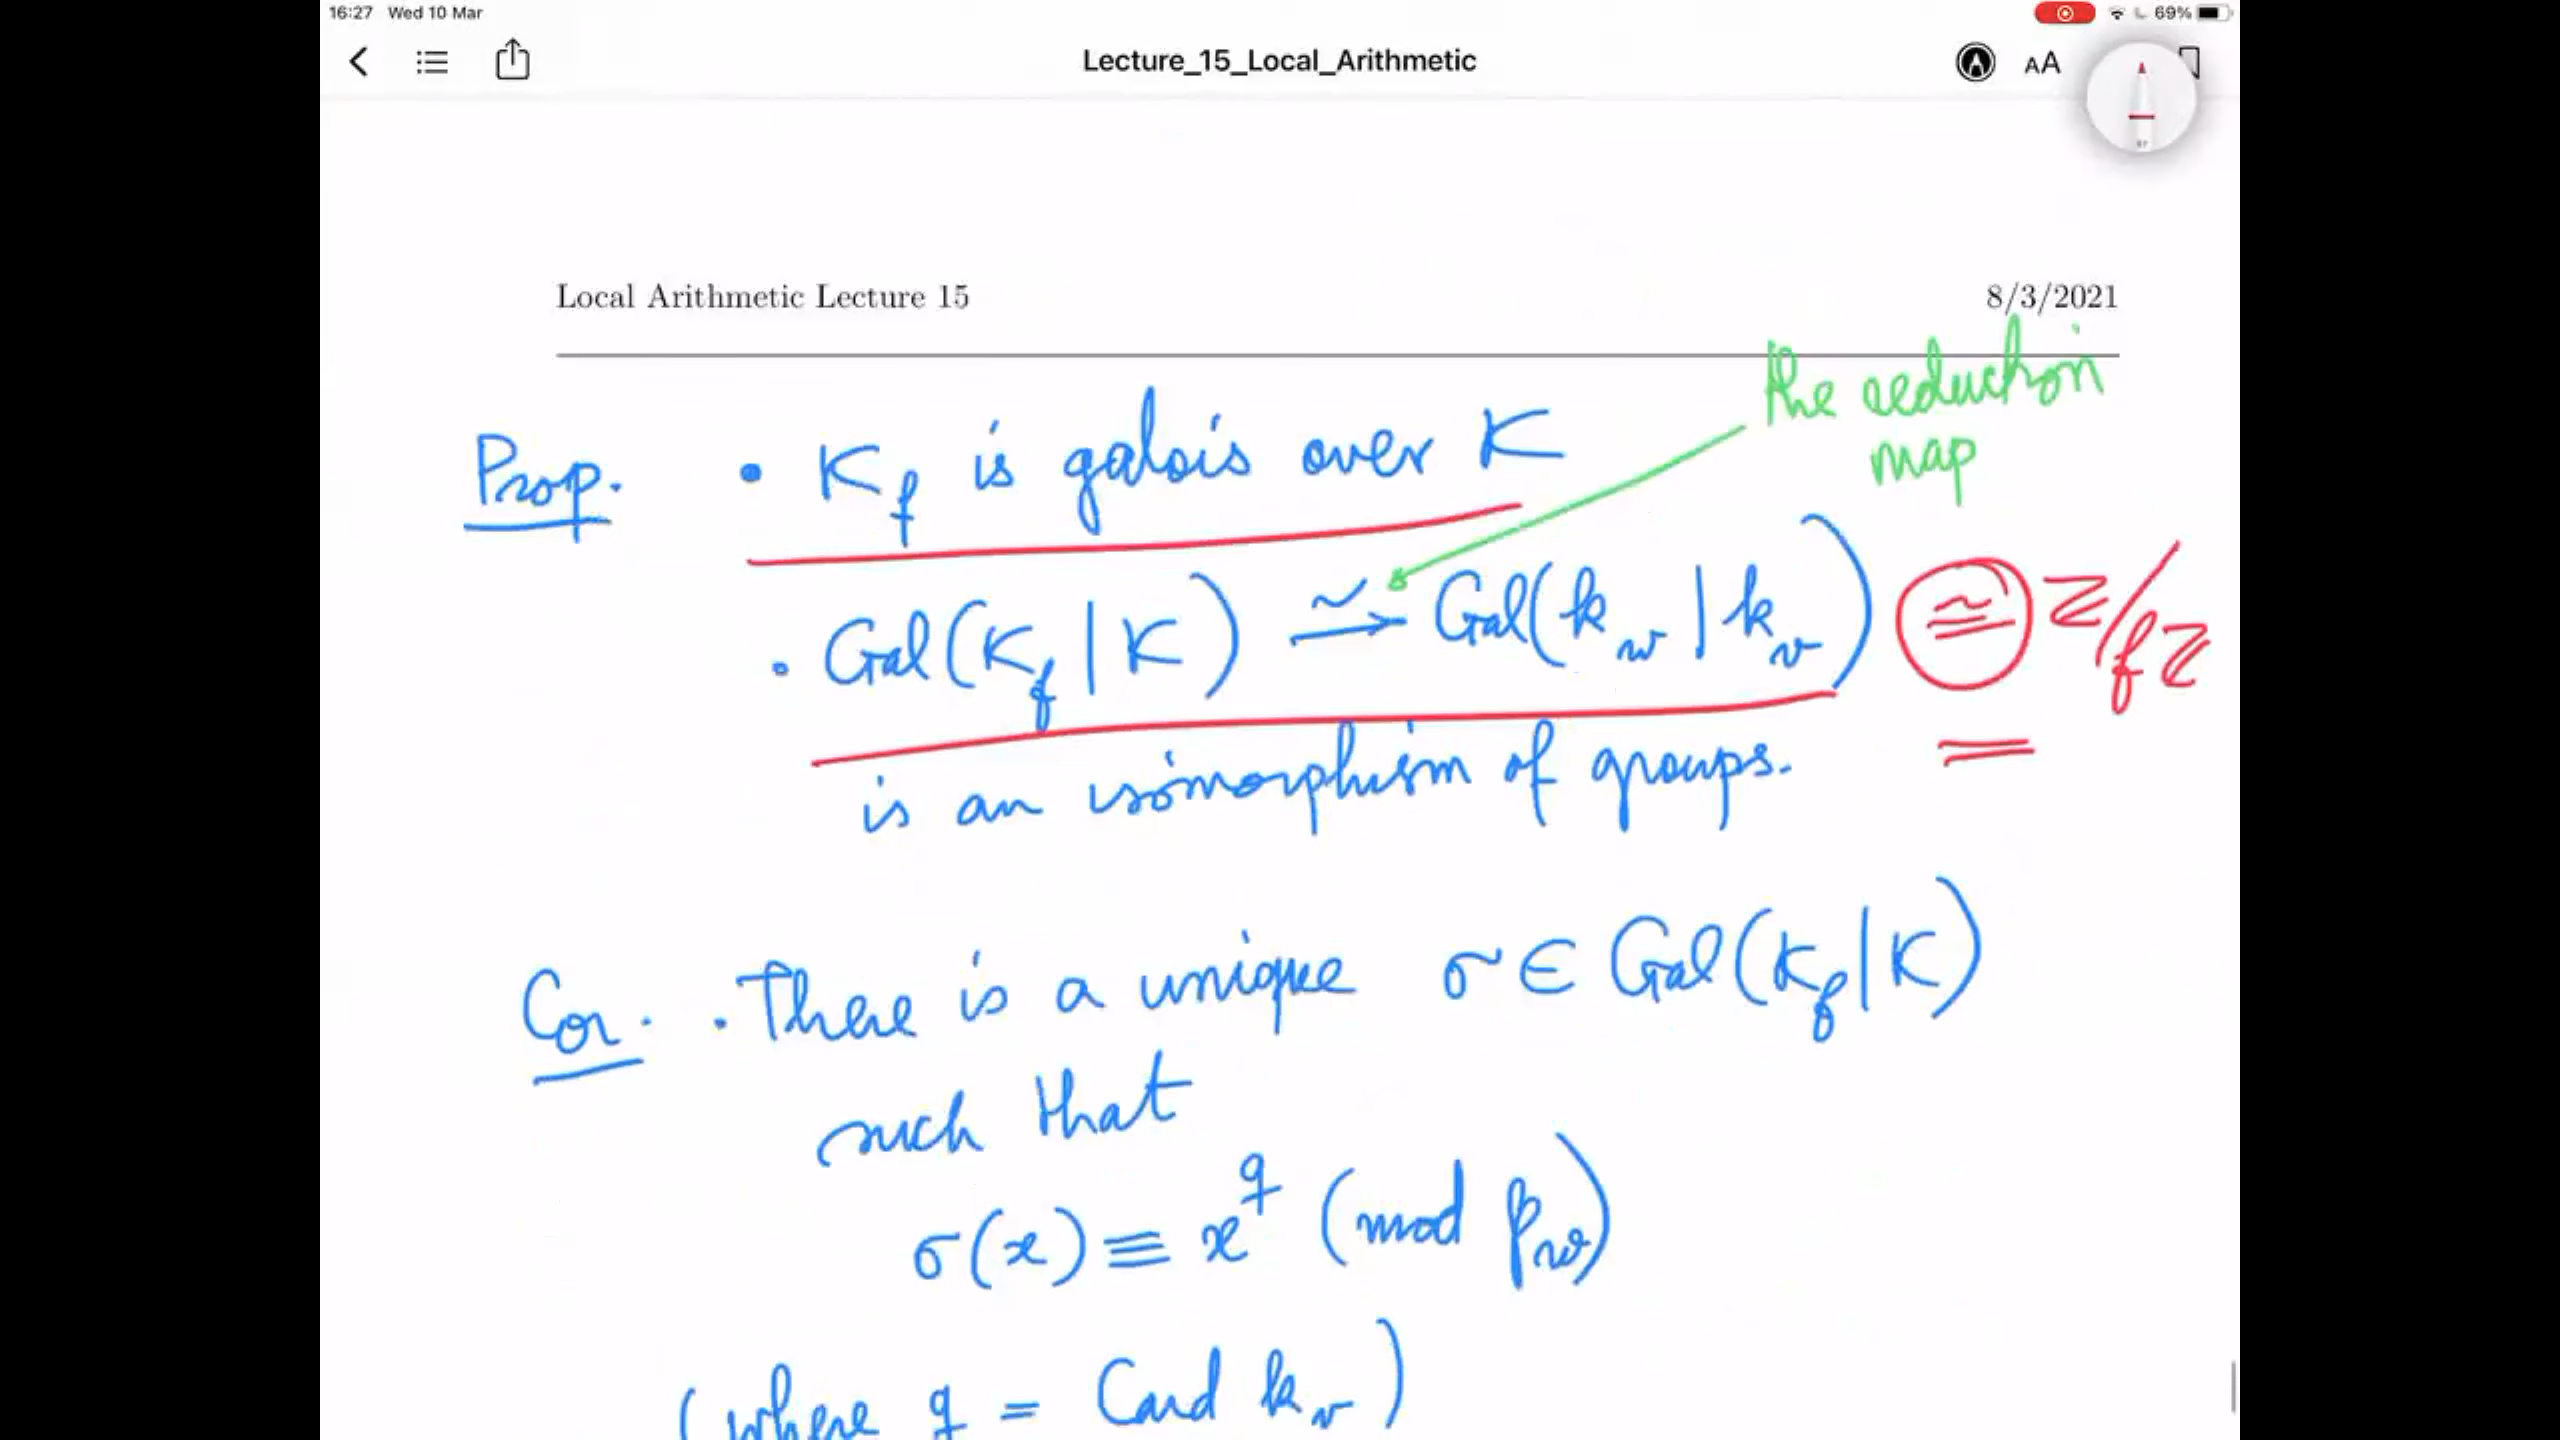 16:27 Wed 10 Mar 69%
Lecture_15_Local_Arithmetic
AA
Local Arithmetic Lecture 15 8/3/2021
the reduction
map
Prop. • K_f is galois over K
• Gal(K_f | K) ⥲ Gal(k_w | k_v) ≅ Z/fZ
is an isomorphism of groups.
Cor. • There is a unique σ ∈ Gal(K_f | K)
such that
σ(x) ≡ x^q (mod p_w)
(where q = Card k_v)